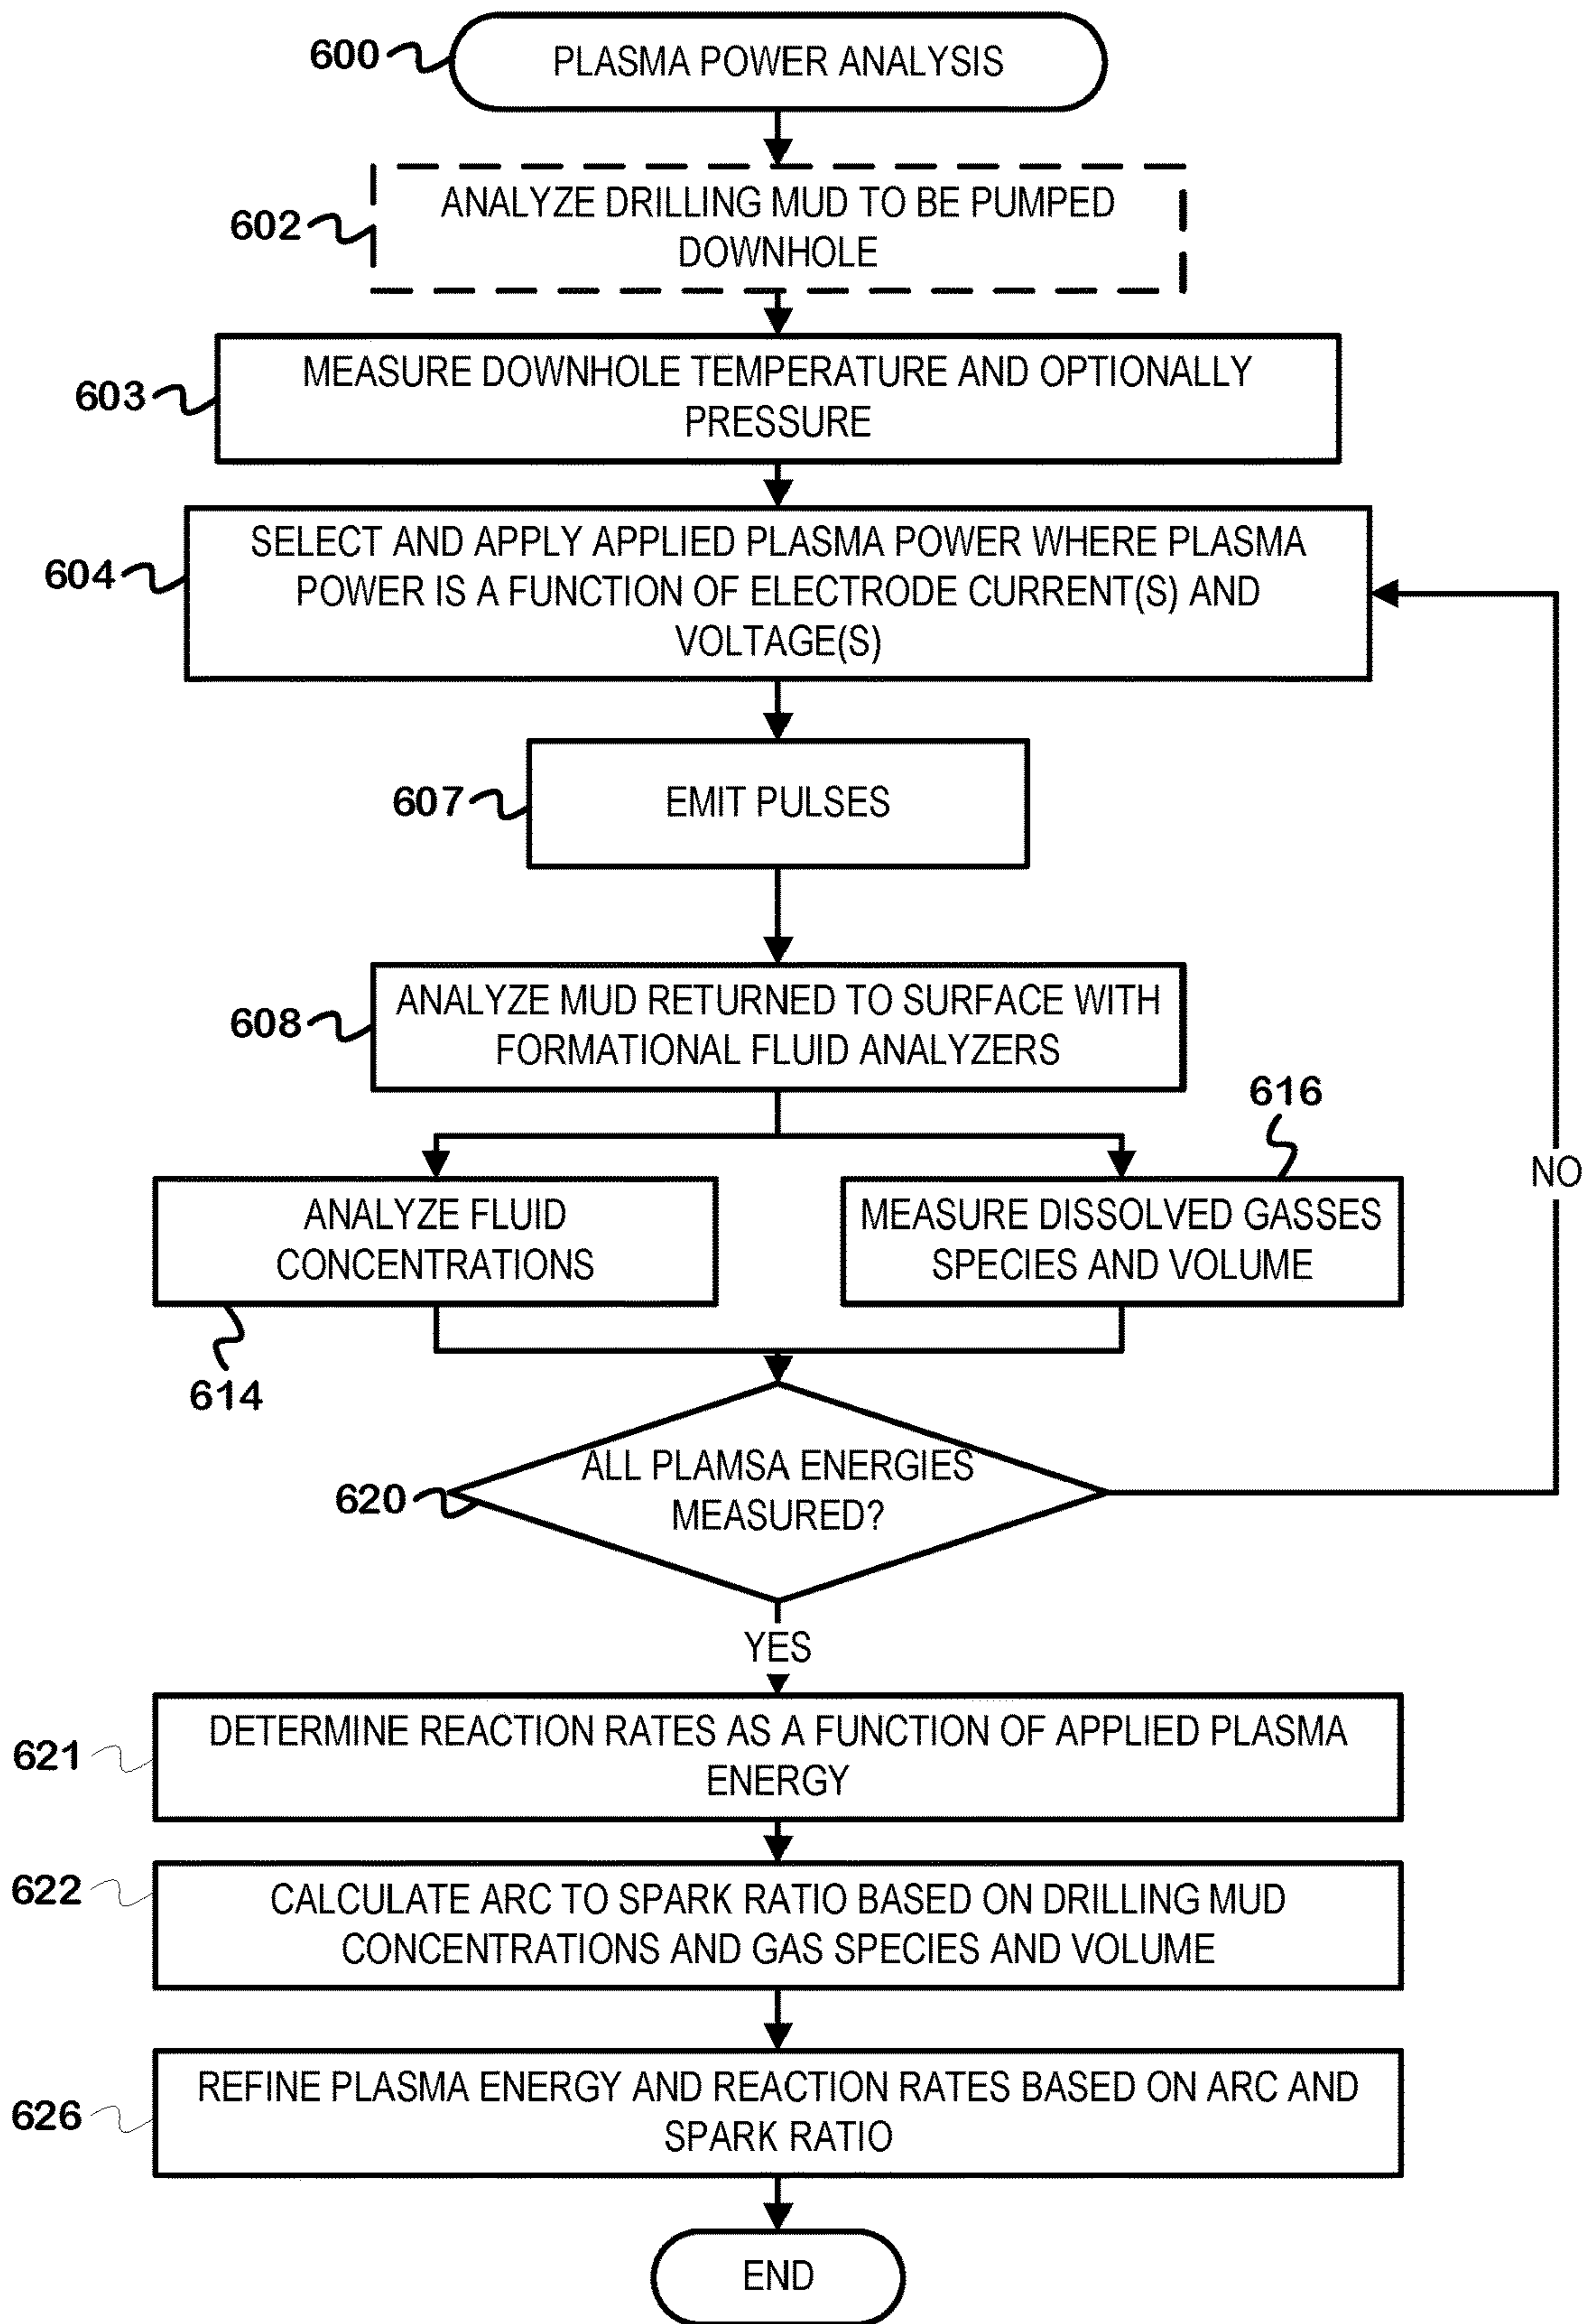 600
PLASMA POWER ANALYSIS
602
ANALYZE DRILLING MUD TO BE PUMPED
DOWNHOLE
603
MEASURE DOWNHOLE TEMPERATURE AND OPTIONALLY
PRESSURE
604
SELECT AND APPLY APPLIED PLASMA POWER WHERE PLASMA
POWER IS A FUNCTION OF ELECTRODE CURRENT(S) AND
VOLTAGE(S)
607
EMIT PULSES
608
ANALYZE MUD RETURNED TO SURFACE WITH
FORMATIONAL FLUID ANALYZERS
616
NO
ANALYZE FLUID
CONCENTRATIONS
MEASURE DISSOLVED GASSES
SPECIES AND VOLUME
614
620
ALL PLAMSA ENERGIES
MEASURED?
YES
621
DETERMINE REACTION RATES AS A FUNCTION OF APPLIED PLASMA
ENERGY
622
CALCULATE ARC TO SPARK RATIO BASED ON DRILLING MUD
CONCENTRATIONS AND GAS SPECIES AND VOLUME
626
REFINE PLASMA ENERGY AND REACTION RATES BASED ON ARC AND
SPARK RATIO
END